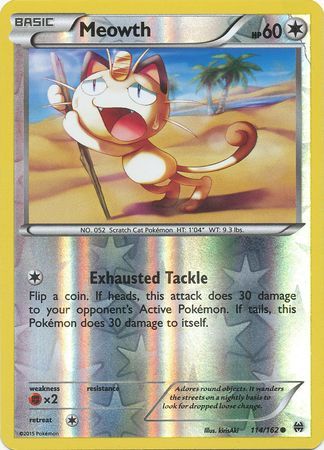 BASIC
Meowth
HP60
NO. 052 Scratch Cat Pokémon HT: 1'04" WT: 9.3 lbs.
Exhausted Tackle
Flip a coin. If heads, this attack does 30 damage
to your opponent's Active Pokémon. If tails, this
Pokémon does 30 damage to itself.
weakness
resistance
×2
retreat
Adores round objects. It wanders
the streets on a nightly basis to
look for dropped loose change.
©2015 Pokémon
Illus. kirisAki
114/162